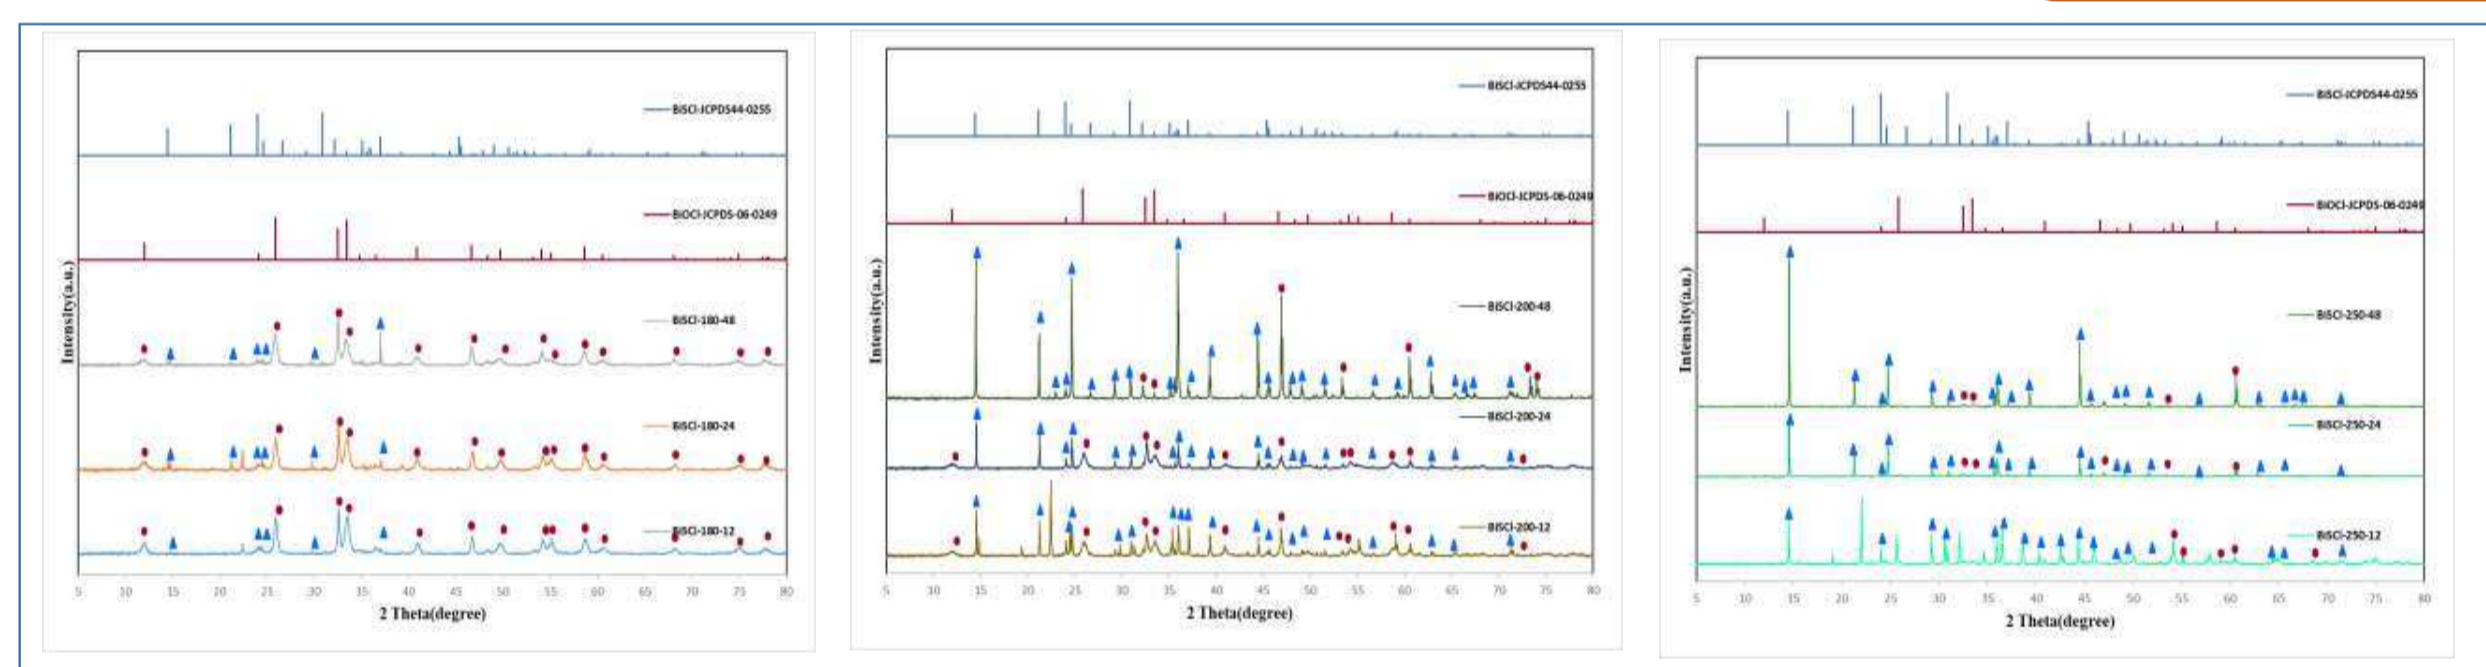 BiSCl-JCPDS44-0255
BiOCl-JCPDS-06-0249
BiSCl-180-48
BiSCl-180-24
BiSCl-180-12
Intensity(a.u.)
5 10 15 20 25 30 35 40 45 50 55 60 65 70 75 80
2 Theta(degree)
BiSCl-JCPDS44-0255
BiOCl-JCPDS-06-0249
BiSCl-200-48
BiSCl-200-24
BiSCl-200-12
Intensity(a.u.)
5 10 15 20 25 30 35 40 45 50 55 60 65 70 75 80
2 Theta(degree)
BiSCl-JCPDS44-0255
BiOCl-JCPDS-06-0249
BiSCl-250-48
BiSCl-250-24
BiSCl-250-12
Intensity(a.u.)
5 10 15 20 25 30 35 40 45 50 55 60 65 70 75 80
2 Theta(degree)